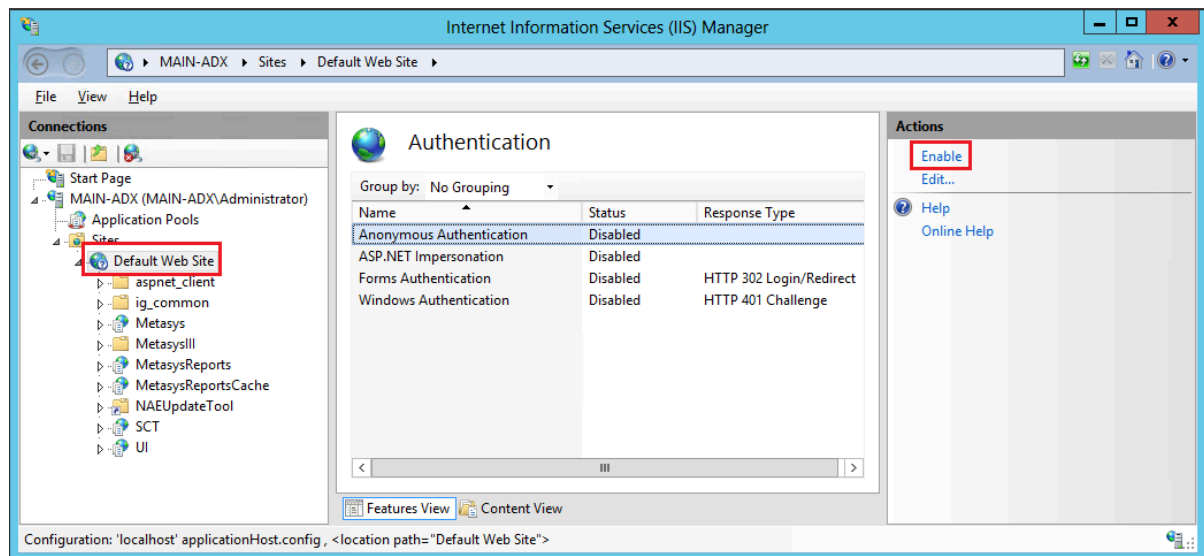 Internet Information Services (IIS) Manager
MAIN-ADX Sites Default Web Site
File View Help
Connections
Start Page
MAIN-ADX (MAIN-ADX\Administrator)
Application Pools
Sites
Default Web Site
aspnet_client
ig_common
Metasys
MetasysIII
MetasysReports
MetasysReportsCache
NAEUpdateTool
SCT
UI
Authentication
Group by: No Grouping
Name Status Response Type
Anonymous Authentication Disabled
ASP.NET Impersonation Disabled
Forms Authentication Disabled HTTP 302 Login/Redirect
Windows Authentication Disabled HTTP 401 Challenge
Features View Content View
Actions
Enable
Edit...
Help
Online Help
Configuration: 'localhost' applicationHost.config , <location path="Default Web Site">